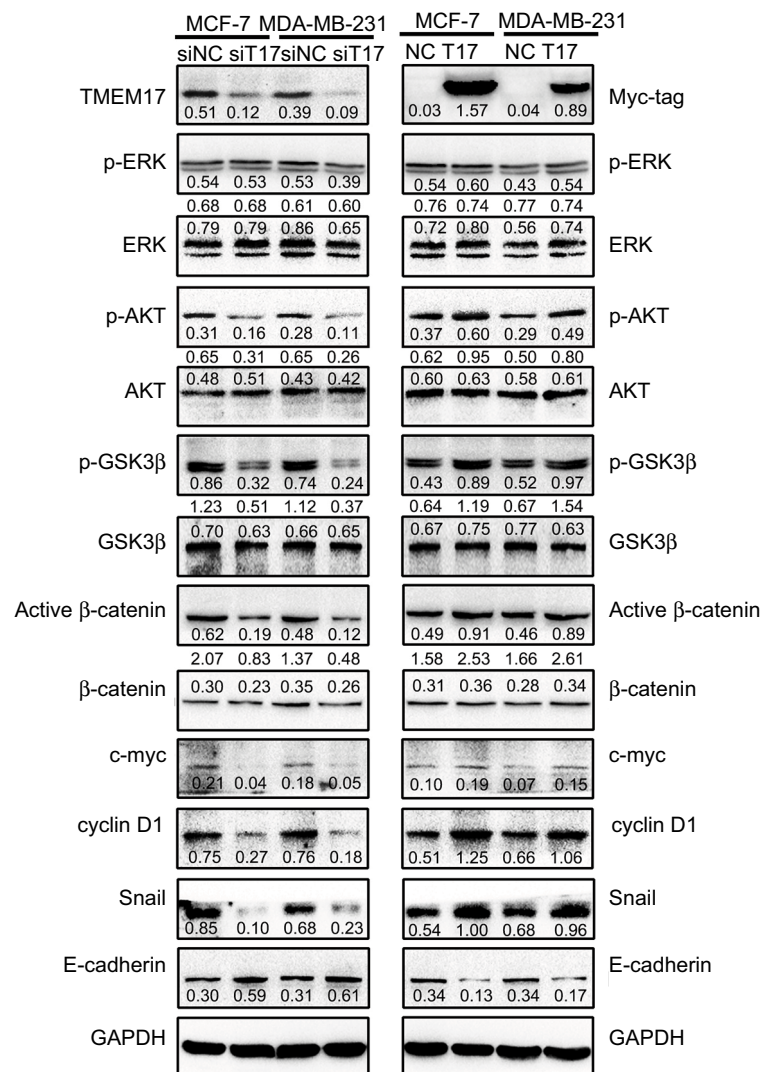 MCF-7 MDA-MB-231 MCF-7 MDA-MB-231
siNC siT17 siNC siT17 NC T17 NC T17
TMEM17 0.51 0.12 0.39 0.09 0.03 1.57 0.04 0.89 Myc-tag
p-ERK 0.54 0.53 0.53 0.39 0.54 0.60 0.43 0.54 p-ERK
0.68 0.68 0.61 0.60 0.76 0.74 0.77 0.74
ERK 0.79 0.79 0.86 0.65 0.72 0.80 0.56 0.74 ERK
p-AKT 0.31 0.16 0.28 0.11 0.37 0.60 0.29 0.49 p-AKT
0.65 0.31 0.65 0.26 0.62 0.95 0.50 0.80
AKT 0.48 0.51 0.43 0.42 0.60 0.63 0.58 0.61 AKT
p-GSK3β 0.86 0.32 0.74 0.24 0.43 0.89 0.52 0.97 p-GSK3β
1.23 0.51 1.12 0.37 0.64 1.19 0.67 1.54
GSK3β 0.70 0.63 0.66 0.65 0.67 0.75 0.77 0.63 GSK3β
Active β-catenin 0.62 0.19 0.48 0.12 0.49 0.91 0.46 0.89 Active β-catenin
2.07 0.83 1.37 0.48 1.58 2.53 1.66 2.61
β-catenin 0.30 0.23 0.35 0.26 0.31 0.36 0.28 0.34 β-catenin
c-myc 0.21 0.04 0.18 0.05 0.10 0.19 0.07 0.15 c-myc
cyclin D1 0.75 0.27 0.76 0.18 0.51 1.25 0.66 1.06 cyclin D1
Snail 0.85 0.10 0.68 0.23 0.54 1.00 0.68 0.96 Snail
E-cadherin 0.30 0.59 0.31 0.61 0.34 0.13 0.34 0.17 E-cadherin
GAPDH GAPDH